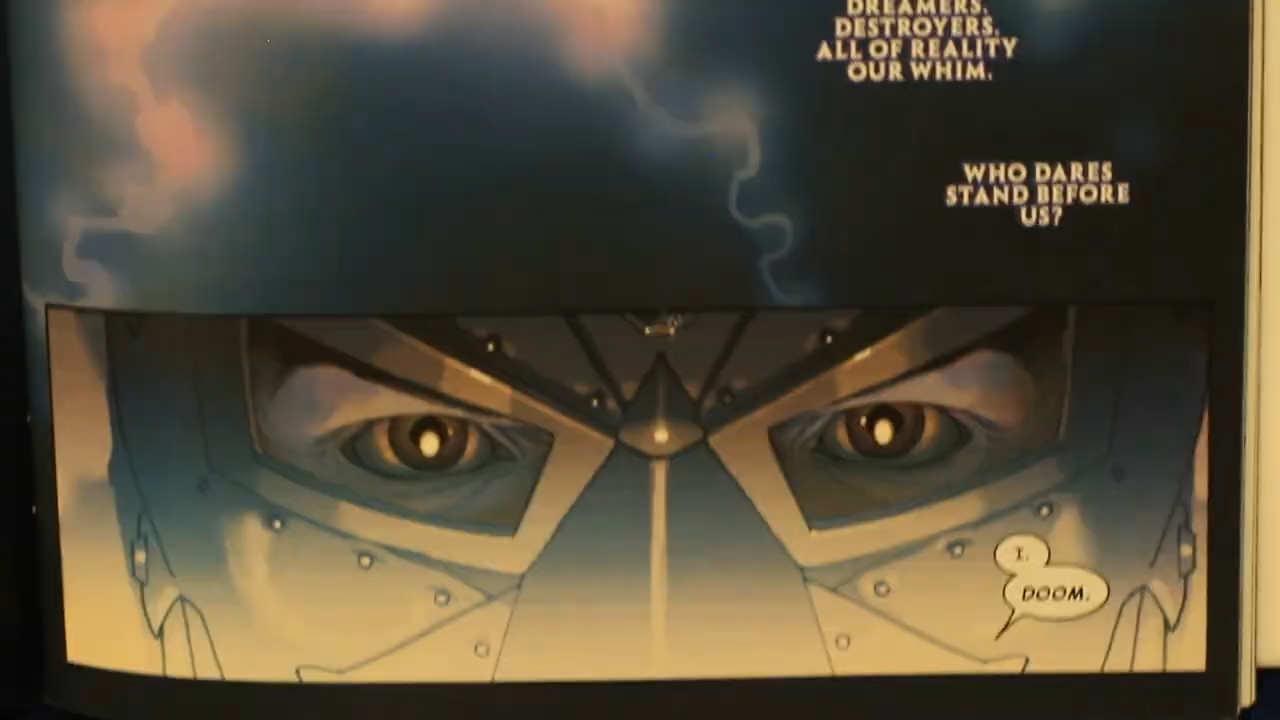 DREAMERS.
DESTROYERS.
ALL OF REALITY
OUR WHIM.
WHO DARES
STAND BEFORE
US?
I.
DOOM.